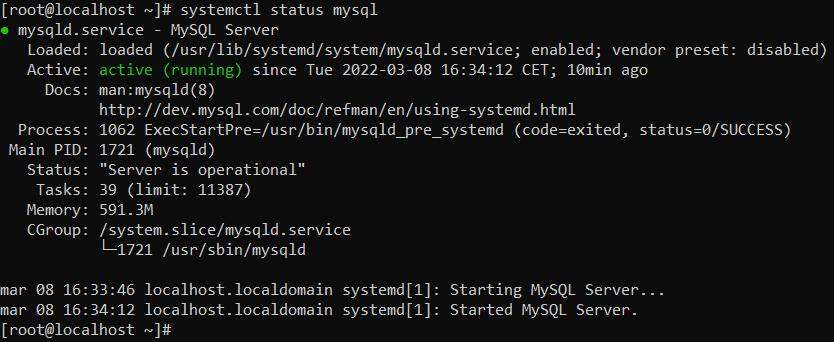 [root@localhost ~]# systemctl status mysql
● mysqld.service - MySQL Server
   Loaded: loaded (/usr/lib/systemd/system/mysqld.service; enabled; vendor preset: disabled)
   Active: active (running) since Tue 2022-03-08 16:34:12 CET; 10min ago
     Docs: man:mysqld(8)
           http://dev.mysql.com/doc/refman/en/using-systemd.html
  Process: 1062 ExecStartPre=/usr/bin/mysqld_pre_systemd (code=exited, status=0/SUCCESS)
 Main PID: 1721 (mysqld)
   Status: "Server is operational"
    Tasks: 39 (limit: 11387)
   Memory: 591.3M
   CGroup: /system.slice/mysqld.service
           └─1721 /usr/sbin/mysqld
mar 08 16:33:46 localhost.localdomain systemd[1]: Starting MySQL Server...
mar 08 16:34:12 localhost.localdomain systemd[1]: Started MySQL Server.
[root@localhost ~]#